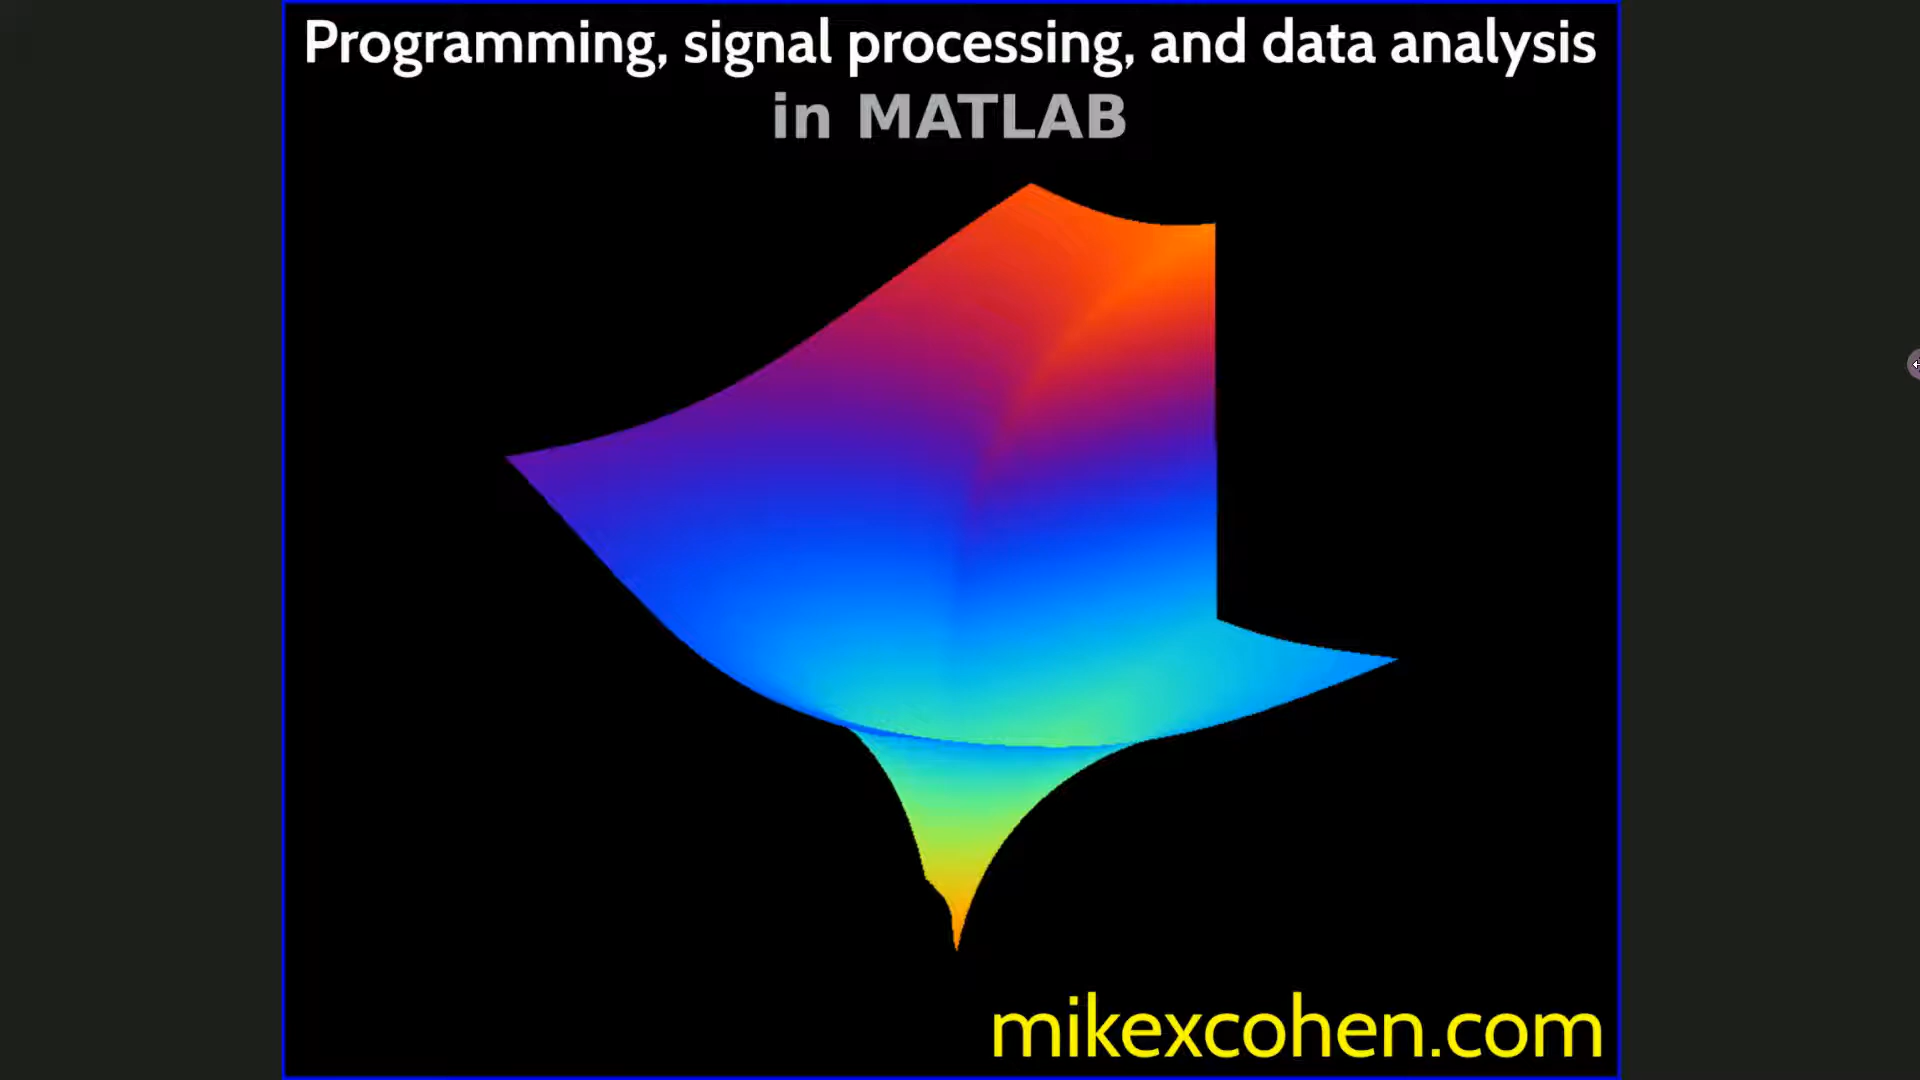 Programming, signal processing, and data analysis
in MATLAB
mikexcohen.com